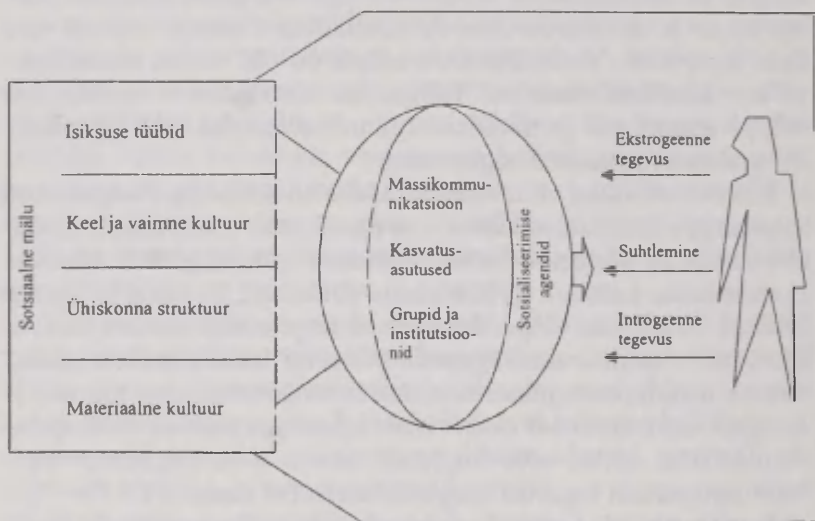 Sotsiaalne mälu
Isiksuse tüübid
Keel ja vaimne kultuur
Ühiskonna struktuur
Materiaalne kultuur
Massikommu-
nikatsioon
Kasvatus-
asutused
Grupid ja
institutsioo-
nid
Sotsialiseerimise
agendid
Ekstrogeenne
tegevus
Suhtlemine
Introgeenne
tegevus